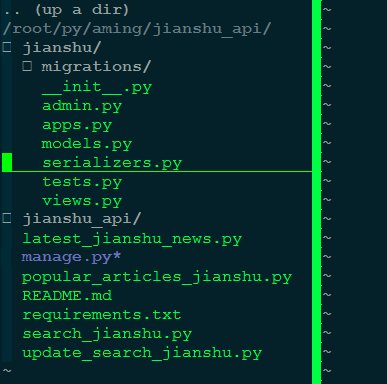 .. (up a dir)
/root/py/aming/jianshu_api/
jianshu/
migrations/
__init__.py
admin.py
apps.py
models.py
serializers.py
tests.py
views.py
jianshu_api/
latest_jianshu_news.py
manage.py*
popular_articles_jianshu.py
README.md
requirements.txt
search_jianshu.py
update_search_jianshu.py